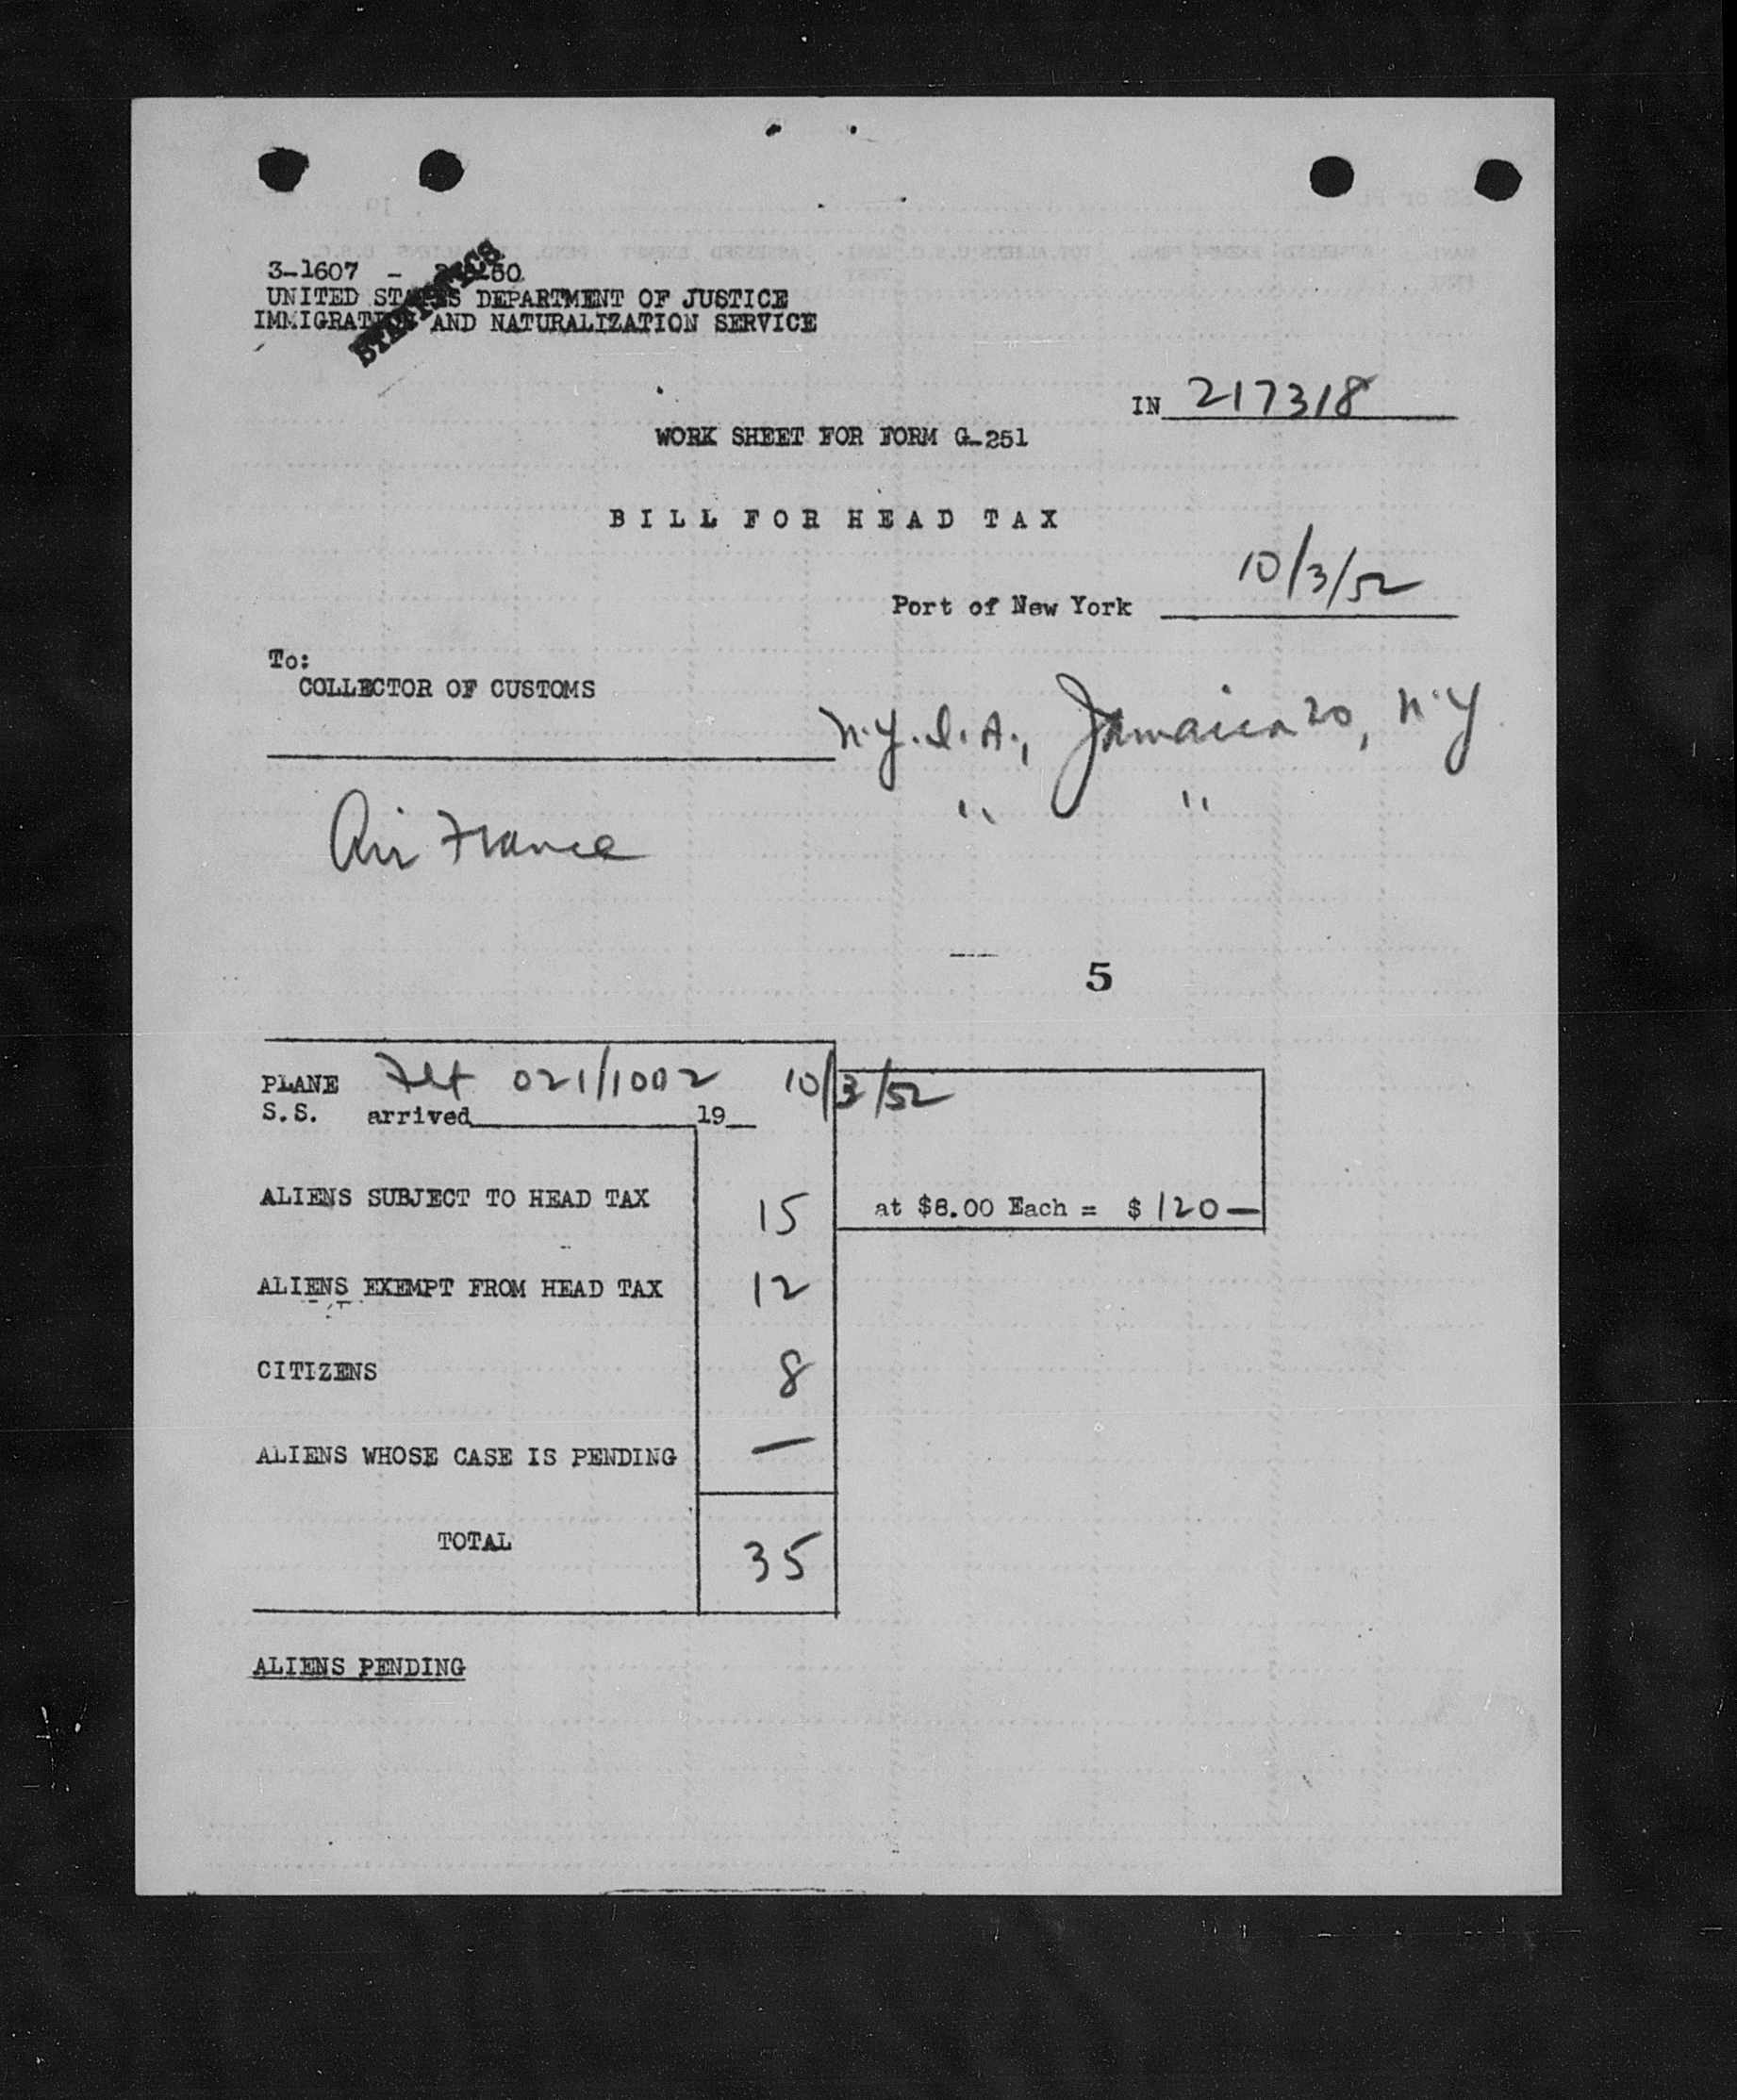 3-1607 -
STATISTICS
UNITED STATES DEPARTMENT OF JUSTICE
IMMIGRATION AND NATURALIZATION SERVICE
IN 217318
WORK SHEET FOR FORM G-251
BILL FOR HEAD TAX
10/3/52
Port of New York
To:
COLLECTOR OF CUSTOMS
N.Y.I.A., Jamaica 20, N.Y
" "
Air France
5
PLANE Flt 021/1002 10/3/52
S.S. arrived 19
ALIENS SUBJECT TO HEAD TAX 15 at $8.00 Each = $ 120—
ALIENS EXEMPT FROM HEAD TAX 12
CITIZENS 8
ALIENS WHOSE CASE IS PENDING —
TOTAL 35
ALIENS PENDING